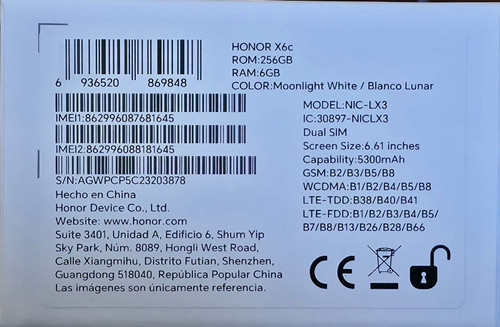 6 936520 869848
IMEI1:862996087681645
IMEI2:862996088181645
S/N:AGWPCP5C23203878
Hecho en China
Honor Device Co., Ltd.
Website: www.honor.com
Suite 3401, Unidad A, Edificio 6, Shum Yip
Sky Park, Núm. 8089, Hongli West Road,
Calle Xiangmihu, Distrito Futian, Shenzhen,
Guangdong 518040, República Popular China
Las imágenes son únicamente referencia.
HONOR X6c
ROM:256GB
RAM:6GB
COLOR:Moonlight White / Blanco Lunar
MODEL:NIC-LX3
IC:30897-NICLX3
Dual SIM
Screen Size:6.61 inches
Capability:5300mAh
GSM:B2/B3/B5/B8
WCDMA:B1/B2/B4/B5/B8
LTE-TDD:B38/B40/B41
LTE-FDD:B1/B2/B3/B4/B5/
B7/B8/B13/B26/B28/B66
CE